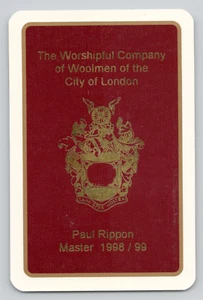 The Worshipful Company
of Woolmen of the
City of London
Paul Rippon
Master 1998 / 99